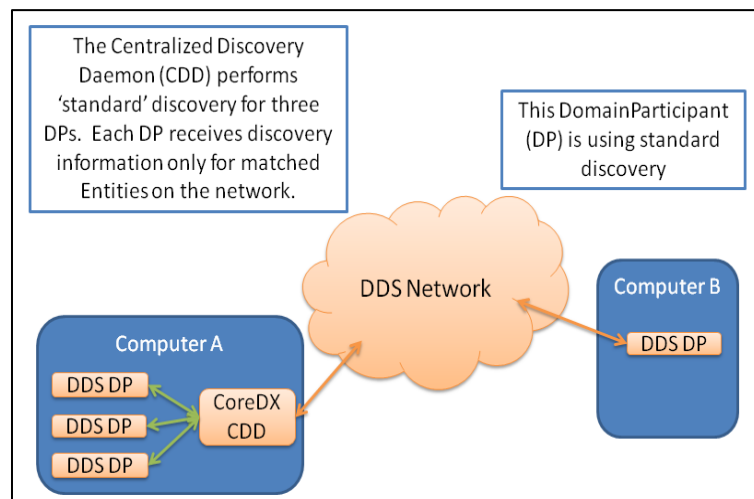 The Centralized Discovery
Daemon (CDD) performs
‘standard’ discovery for three
DPs. Each DP receives discovery
information only for matched
Entities on the network.
This DomainParticipant
(DP) is using standard
discovery
DDS Network
Computer A
DDS DP
DDS DP
DDS DP
CoreDX
CDD
Computer B
DDS DP